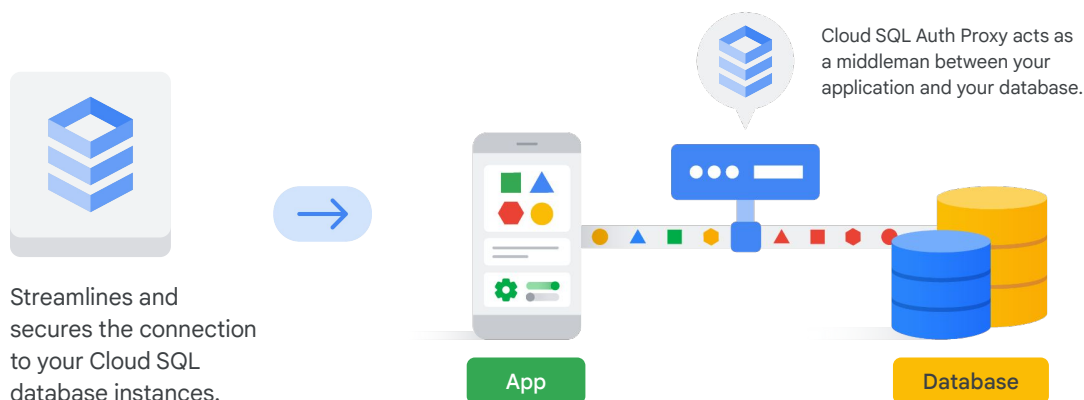 Cloud SQL Auth Proxy acts as
a middleman between your
application and your database.
Streamlines and
secures the connection
to your Cloud SQL
database instances.
App
Database